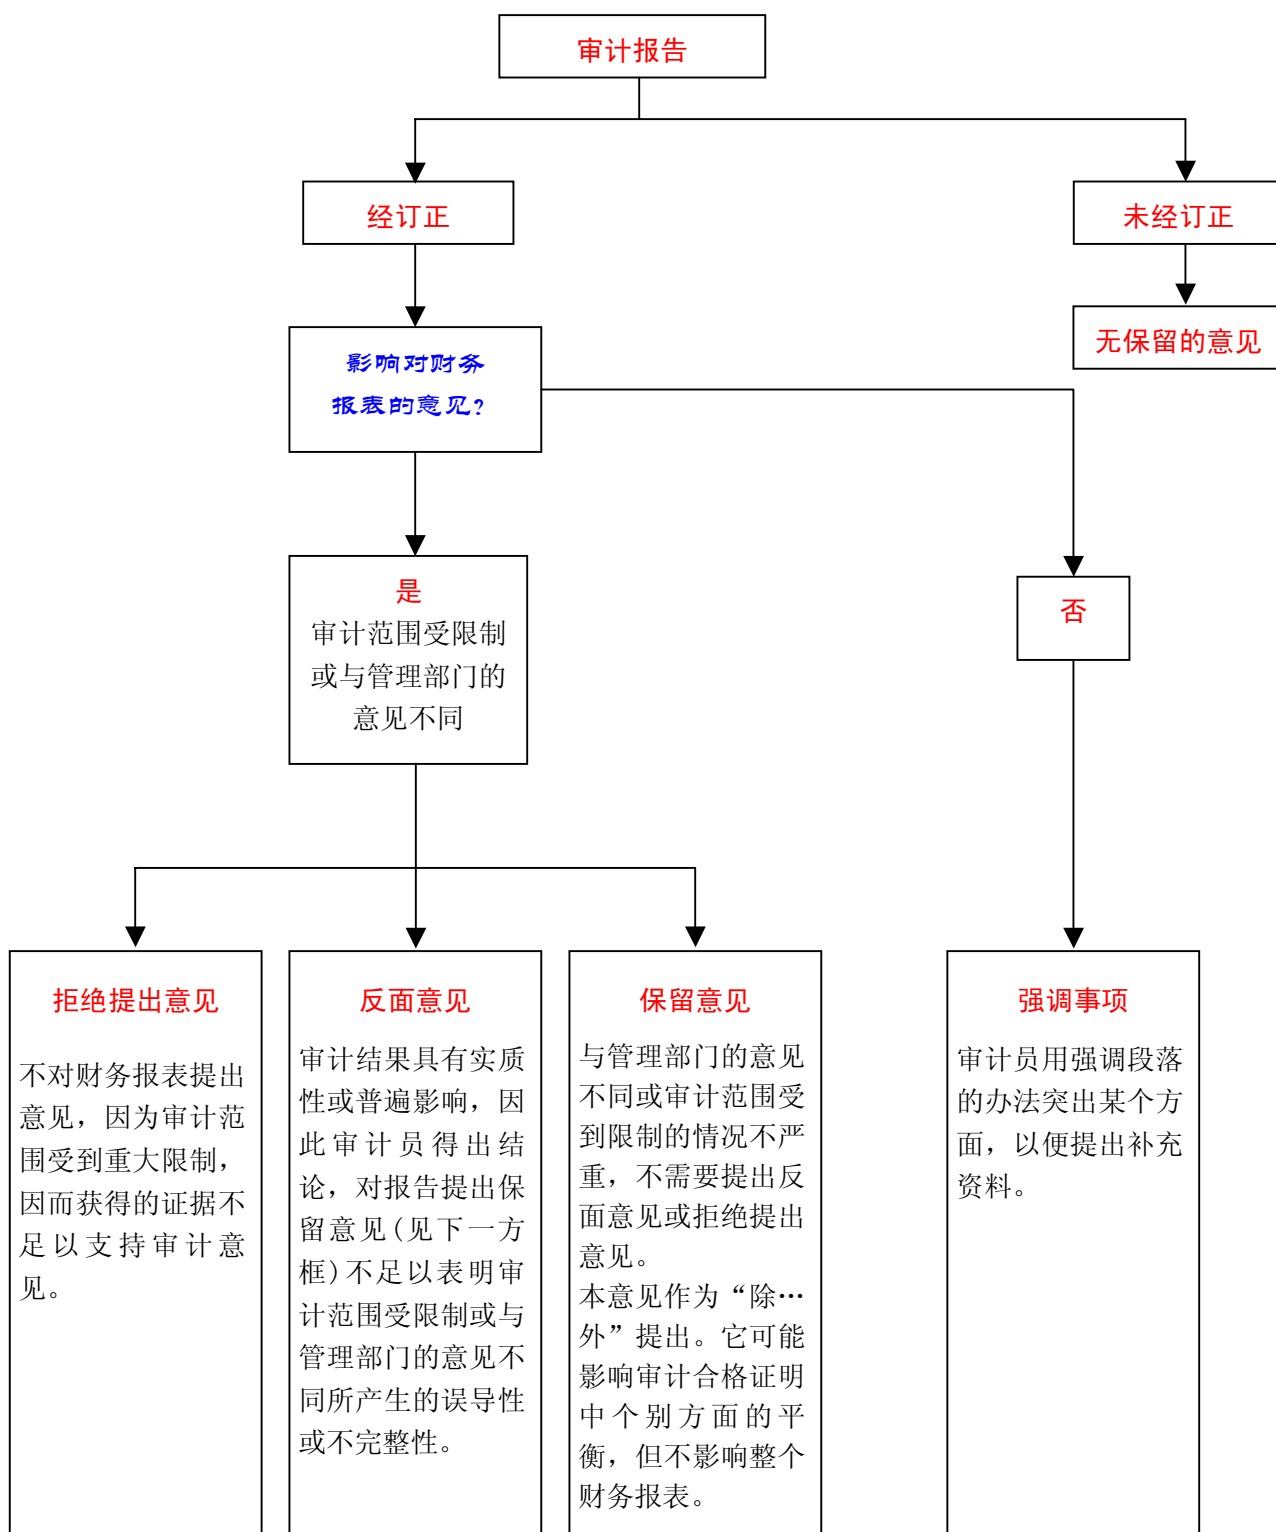 审计报告
经订正
未经订正
无保留的意见
影响对财务
报表的意见?
是
审计范围受限制
或与管理部门的
意见不同
否
拒绝提出意见
不对财务报表提出
意见，因为审计范
围受到重大限制，
因而获得的证据不
足以支持审计意
见。
反面意见
审计结果具有实质
性或普遍影响，因
此审计员得出结
论，对报告提出保
留意见(见下一方
框)不足以表明审
计范围受限制或与
管理部门的意见不
同所产生的误导性
或不完整性。
保留意见
与管理部门的意见
不同或审计范围受
到限制的情况不严
重，不需要提出反
面意见或拒绝提出
意见。
本意见作为“除…
外”提出。它可能
影响审计合格证明
中个别方面的平
衡，但不影响整个
财务报表。
强调事项
审计员用强调段落
的办法突出某个方
面，以便提出补充
资料。